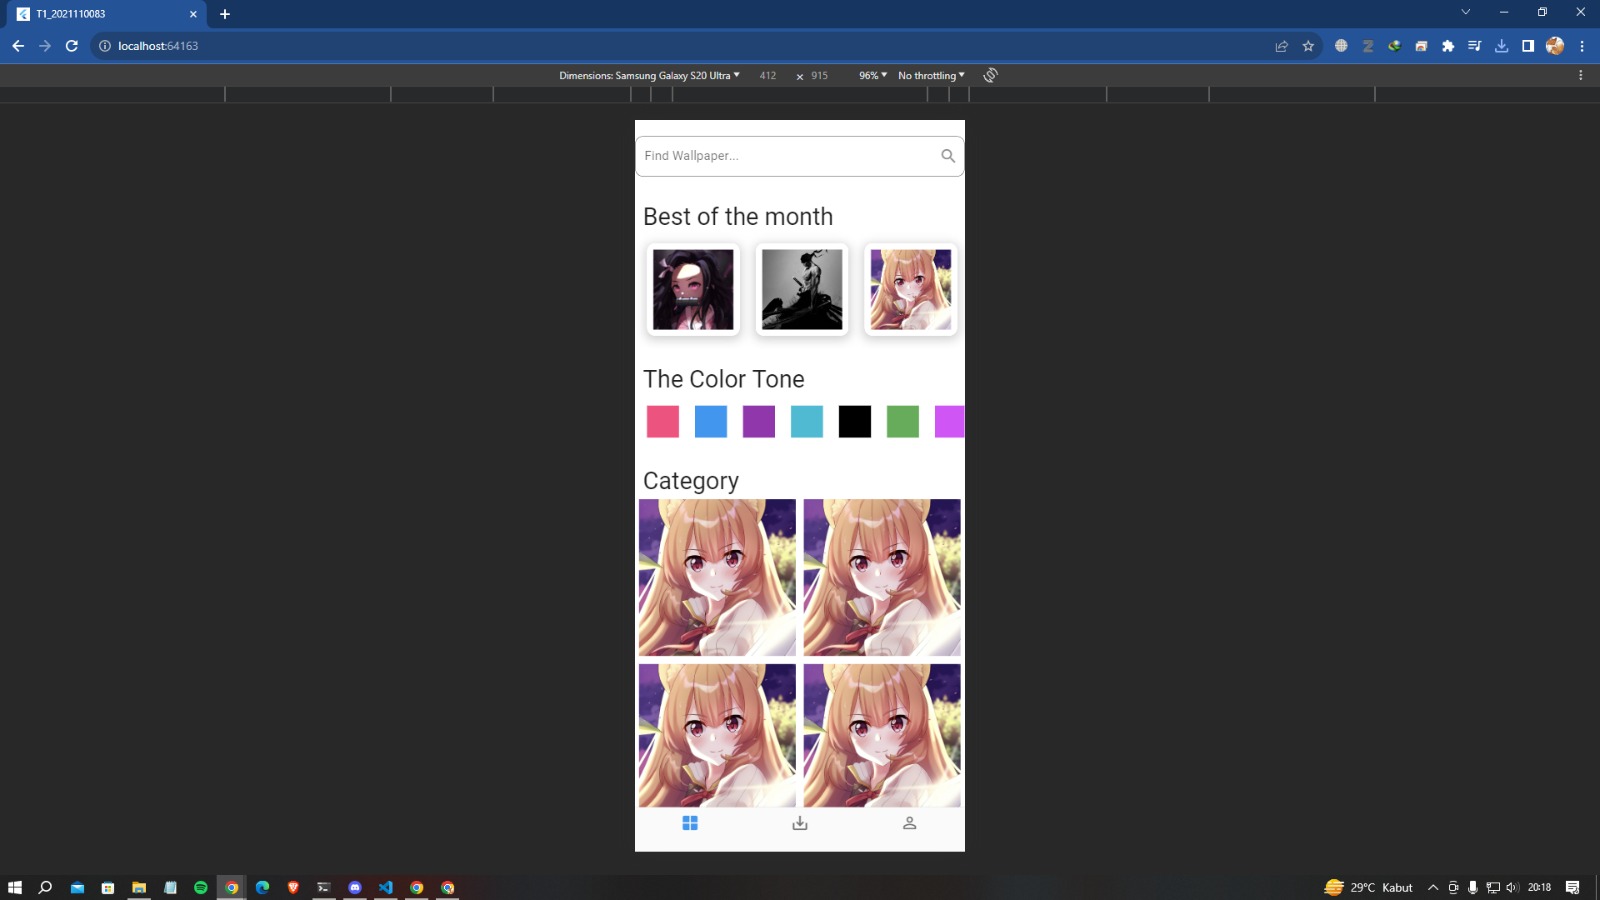 T1_2021110083
localhost:64163
Dimensions: Samsung Galaxy S20 Ultra 412 × 915 96% No throttling
Find Wallpaper...
Best of the month
The Color Tone
Category
29°C Kabut 20:18